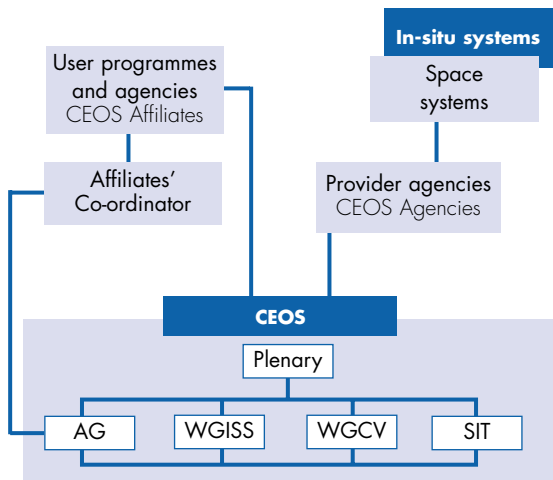 In-situ systems
User programmes
and agencies
CEOS Affiliates
Space
systems
Affiliates’
Co-ordinator
Provider agencies
CEOS Agencies
CEOS
Plenary
AG
WGISS
WGCV
SIT